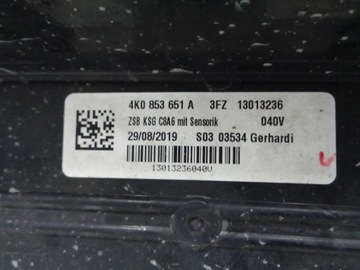 4K0 853 651 A 3FZ 13013236
ZSB KSG C8A6 mit Sensorik 040V
29/08/2019 S03 03534 Gerhardi
13013236040V